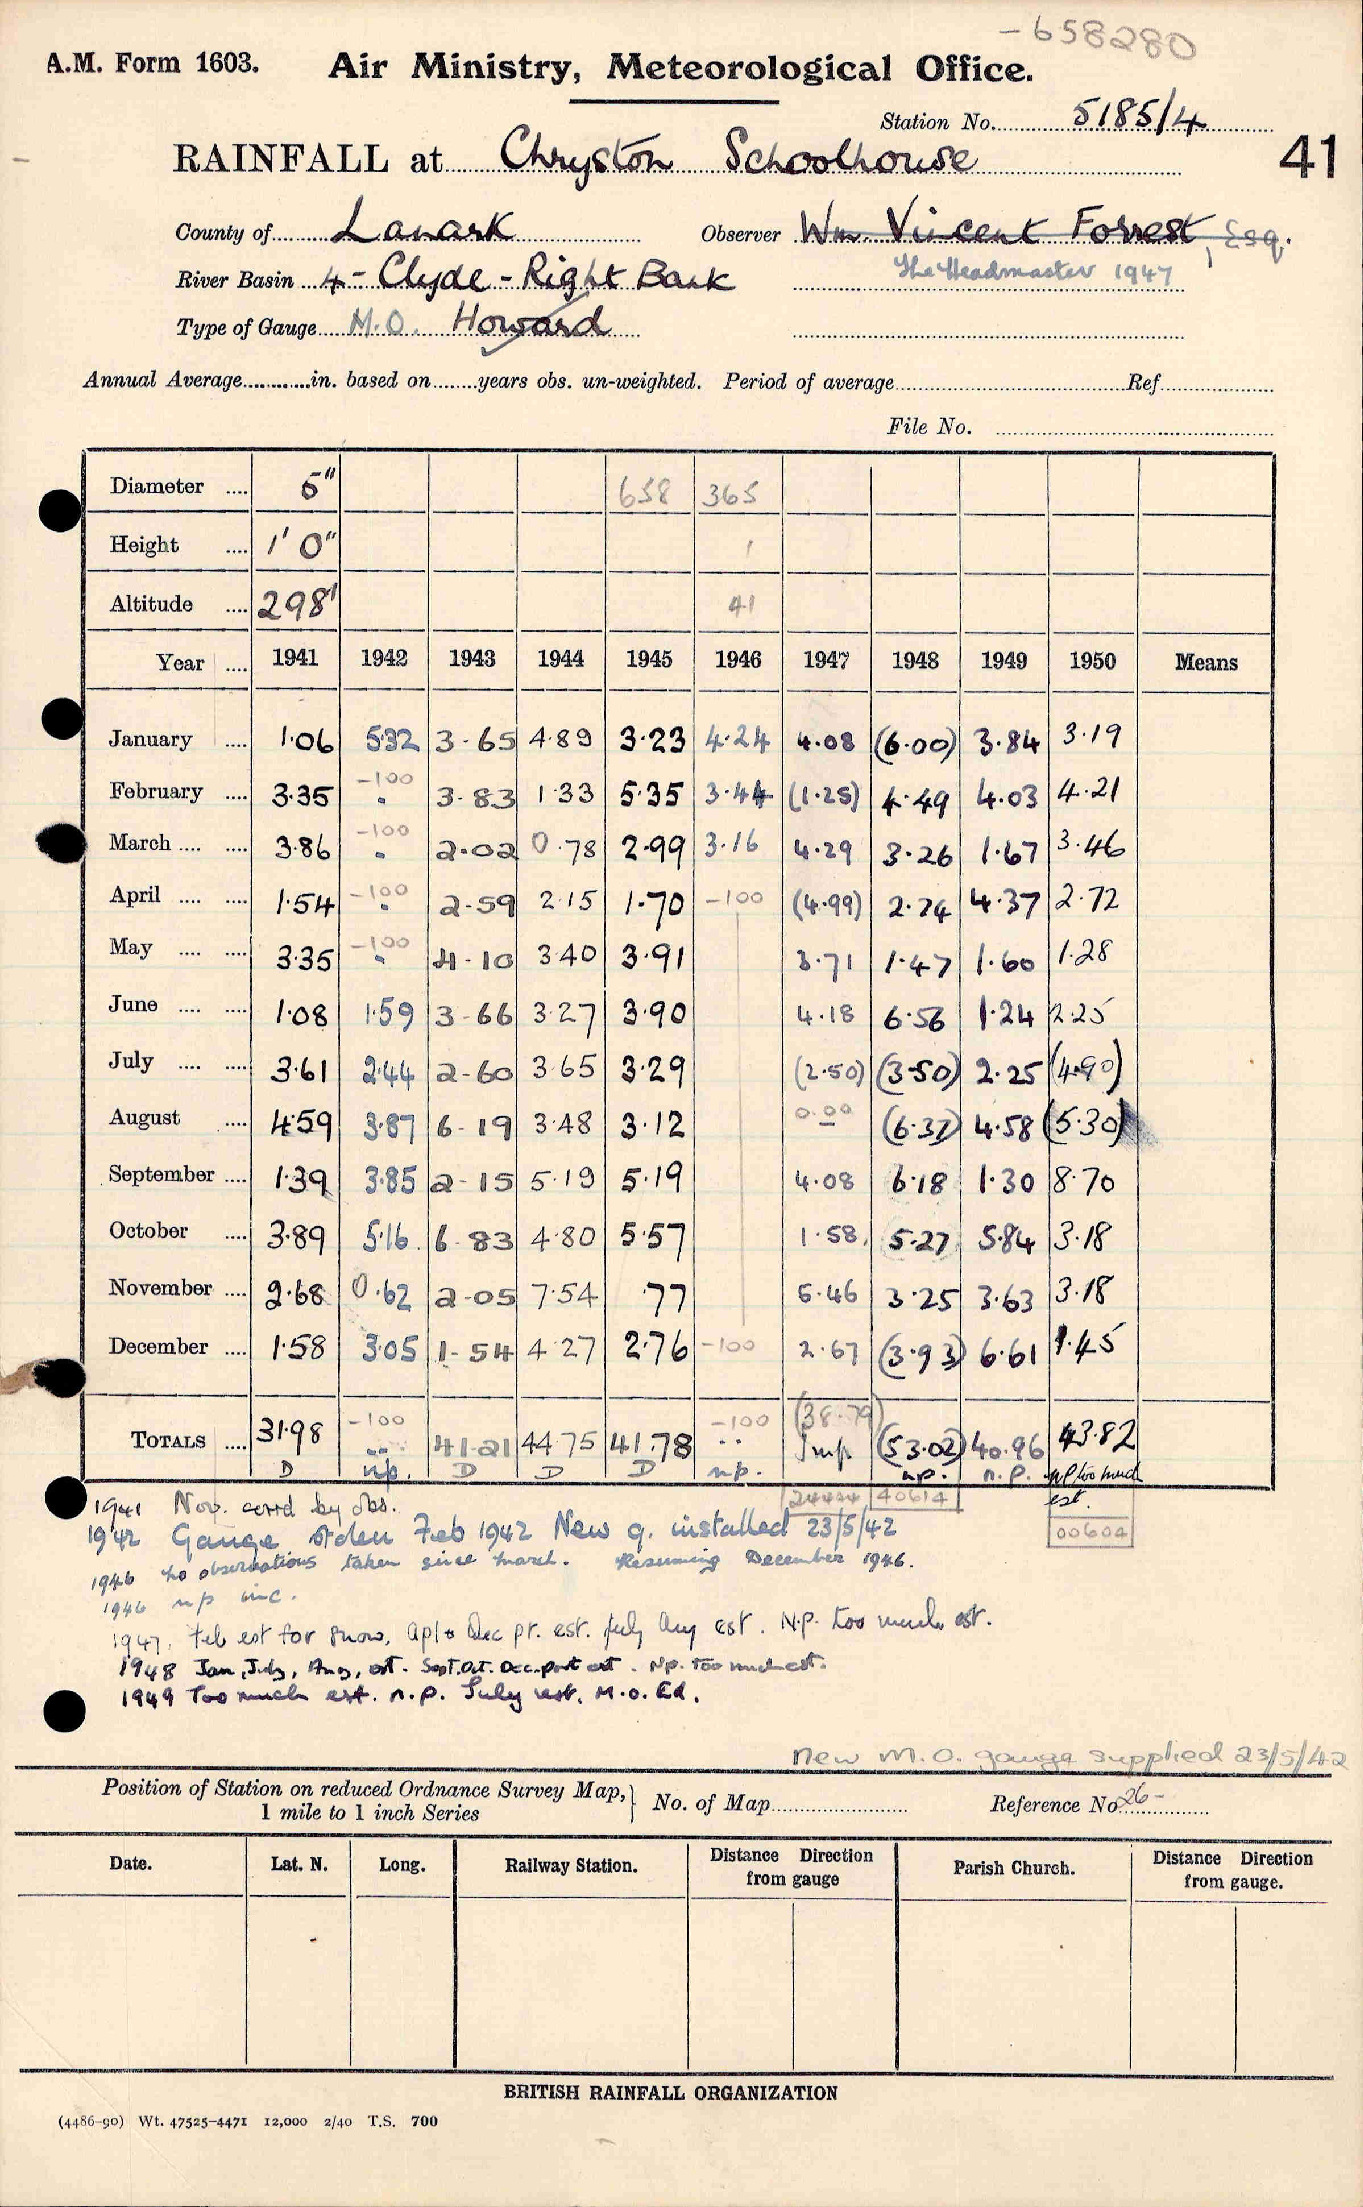 -658280
A.M. Form 1603. Air Ministry, Meteorological Office.
Station No. 5185/4
RAINFALL at Chryston Schoolhouse 41
County of Lanark Observer Wm. Vincent Forrest, Esq.
The Headmaster 1947
River Basin 4 - Clyde - Right Bank
Type of Gauge M.O. Howard
Annual Average in. based on years obs. un-weighted. Period of average Ref
File No.
Diameter 5" 658 365
Height 1' 0" 1
Altitude 298' 41
Year 1941 1942 1943 1944 1945 1946 1947 1948 1949 1950 Means
January 1.06 5.32 3.65 4.89 3.23 4.24 4.08 (6.00) 3.84 3.19
February 3.35 -100 3.83 1.33 5.35 3.44 (1.25) 4.49 4.03 4.21
March 3.86 -100 2.02 0.78 2.99 3.16 4.29 3.26 1.67 3.46
April 1.54 -100 2.59 2.15 1.70 -100 (4.99) 2.74 4.37 2.72
May 3.35 -100 4.10 3.40 3.91 3.71 1.47 1.60 1.28
June 1.08 1.59 3.66 3.27 3.90 4.18 6.56 1.24 2.25
July 3.61 2.44 2.60 3.65 3.29 (2.50) (3.50) 2.25 (4.90)
August 4.59 3.87 6.19 3.48 3.12 0.00 (6.37) 4.58 (5.30)
September 1.39 3.85 2.15 5.19 5.19 4.08 6.18 1.30 8.70
October 3.89 5.16 6.83 4.80 5.57 1.58 5.27 5.84 3.18
November 2.68 0.62 2.05 7.54 .77 5.46 3.25 3.63 3.18
December 1.58 3.05 1.54 4.27 2.76 -100 2.67 (3.93) 6.61 1.45
TOTALS 31.98 -100 41.21 44.75 41.78 -100 (38.79) Imp (53.02) 40.96 43.82
D np. D D D np. np. n.p. np too much est.
24424 40614 00604
1941 Nov. corrd by obs.
1942 Gauge stolen Feb 1942 New g. installed 23/5/42
1946 No observations taken since March. Resuming December 1946.
1946 np inc.
1947. Feb est for snow, Apl & Dec pt. est. July Aug est. N.P. too much est.
1948 Jan, July, Aug, est. Sept. Oct. Dec. part est. Np. Too much est.
1949 Too much est. n.p. July est. M.O. Ed.
New M.O. gauge supplied 23/5/42
Position of Station on reduced Ordnance Survey Map, 1 mile to 1 inch Series No. of Map Reference No 26-
Date. Lat. N. Long. Railway Station. Distance Direction from gauge Parish Church. Distance Direction from gauge.
BRITISH RAINFALL ORGANIZATION
(4486-90) Wt. 47525-4471 12,000 2/40 T.S. 700